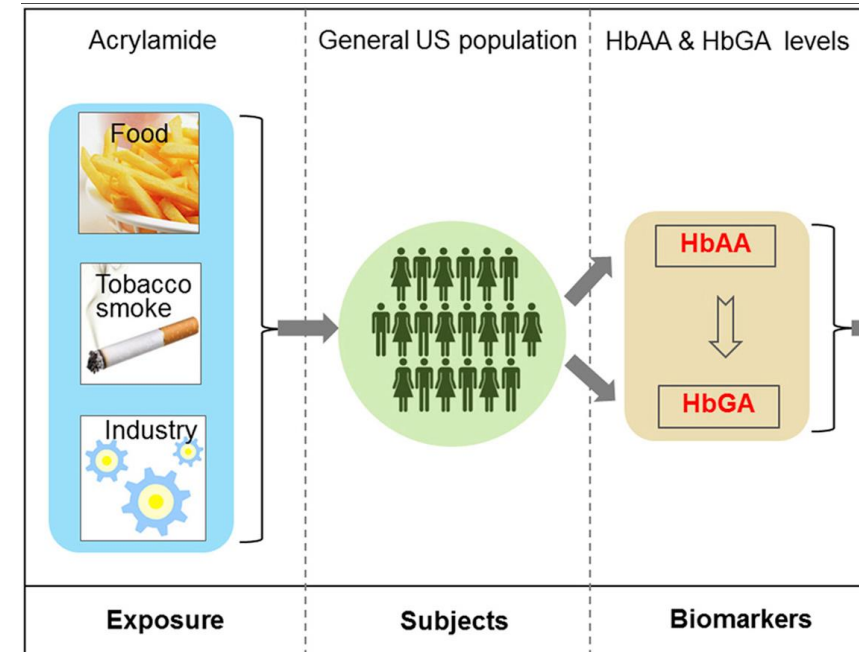 Acrylamide
General US population
HbAA & HbGA levels
Food
Tobacco
smoke
Industry
HbAA
HbGA
Exposure
Subjects
Biomarkers